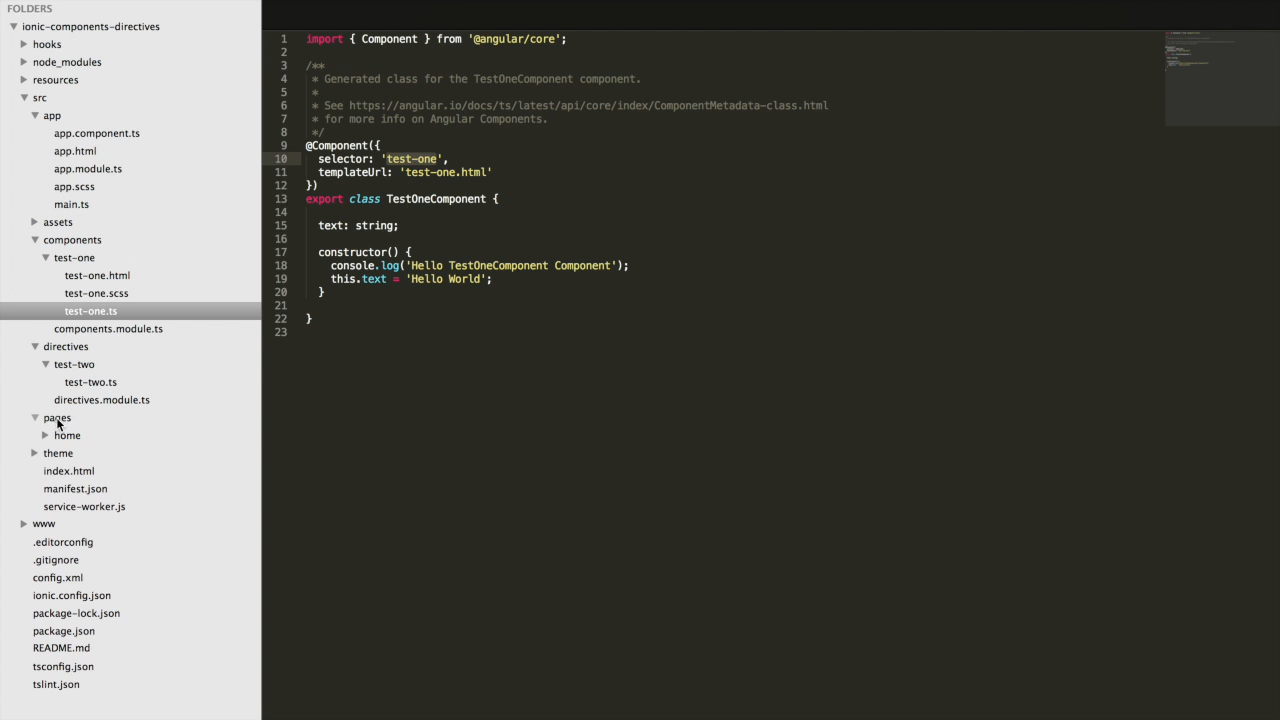 FOLDERS
ionic-components-directives
hooks
node_modules
resources
src
app
app.component.ts
app.html
app.module.ts
app.scss
main.ts
assets
components
test-one
test-one.html
test-one.scss
test-one.ts
components.module.ts
directives
test-two
test-two.ts
directives.module.ts
pages
home
theme
index.html
manifest.json
service-worker.js
www
.editorconfig
.gitignore
config.xml
ionic.config.json
package-lock.json
package.json
README.md
tsconfig.json
tslint.json
1 import { Component } from '@angular/core';
2
3 /**
4 * Generated class for the TestOneComponent component.
5 *
6 * See https://angular.io/docs/ts/latest/api/core/index/ComponentMetadata-class.html
7 * for more info on Angular Components.
8 */
9 @Component({
10 selector: 'test-one',
11 templateUrl: 'test-one.html'
12 })
13 export class TestOneComponent {
14
15 text: string;
16
17 constructor() {
18 console.log('Hello TestOneComponent Component');
19 this.text = 'Hello World';
20 }
21
22 }
23